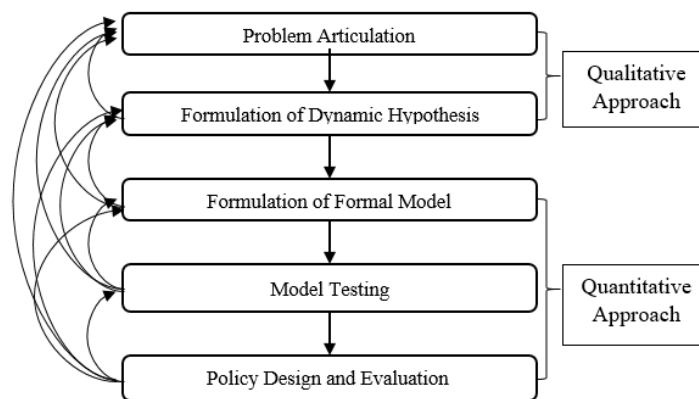 Problem Articulation
Qualitative
Approach
Formulation of Dynamic Hypothesis
Formulation of Formal Model
Model Testing
Quantitative
Approach
Policy Design and Evaluation